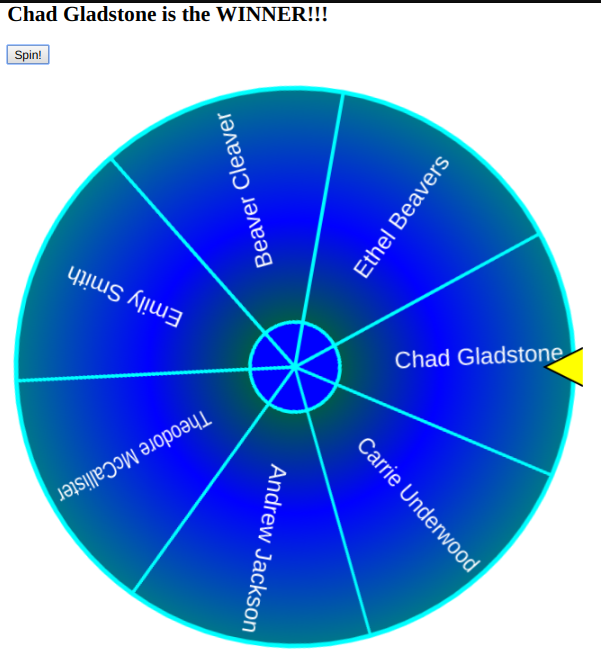 Chad Gladstone is the WINNER!!!
Spin!
Beaver Cleaver
Ethel Beavers
Chad Gladstone
Carrie Underwood
Andrew Jackson
Theodore McCallister
Emily Smith